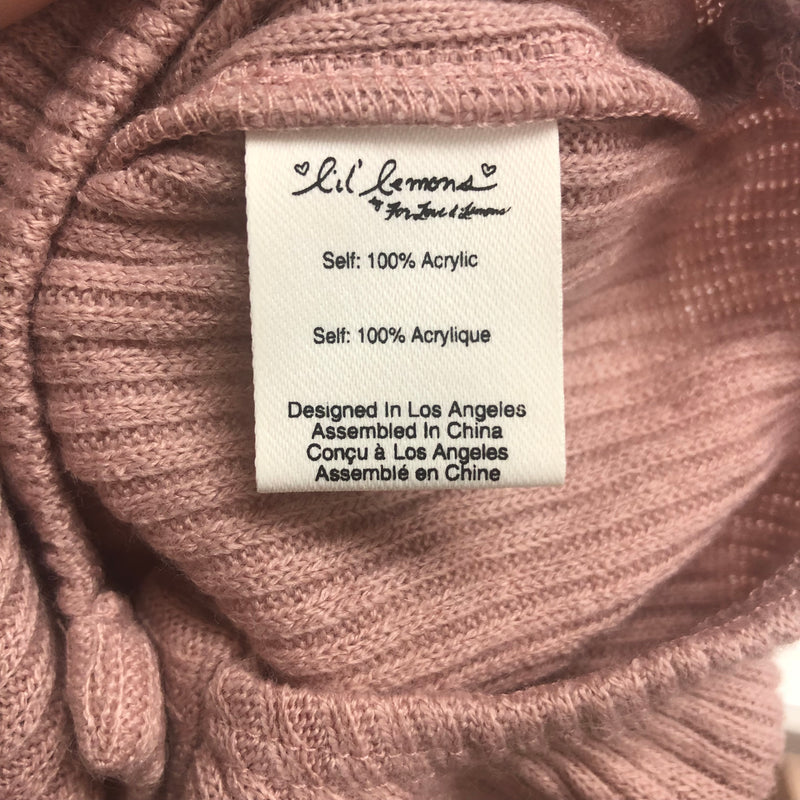 lil' lemons
by For Love & Lemons
Self: 100% Acrylic
Self: 100% Acrylique
Designed In Los Angeles
Assembled In China
Conçu à Los Angeles
Assemblé en Chine